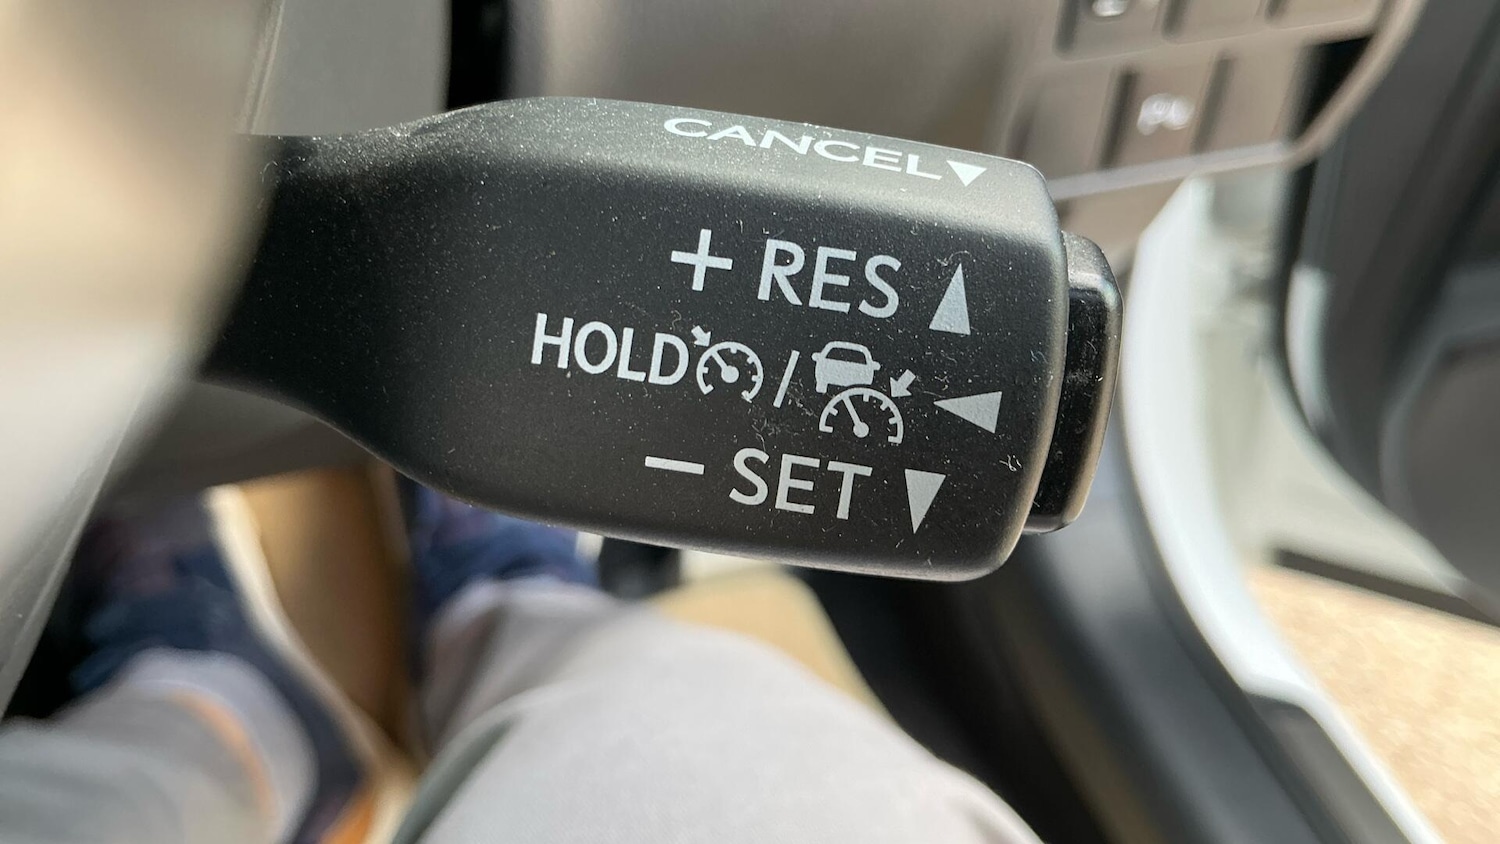 CANCEL
+ RES
HOLD /
− SET